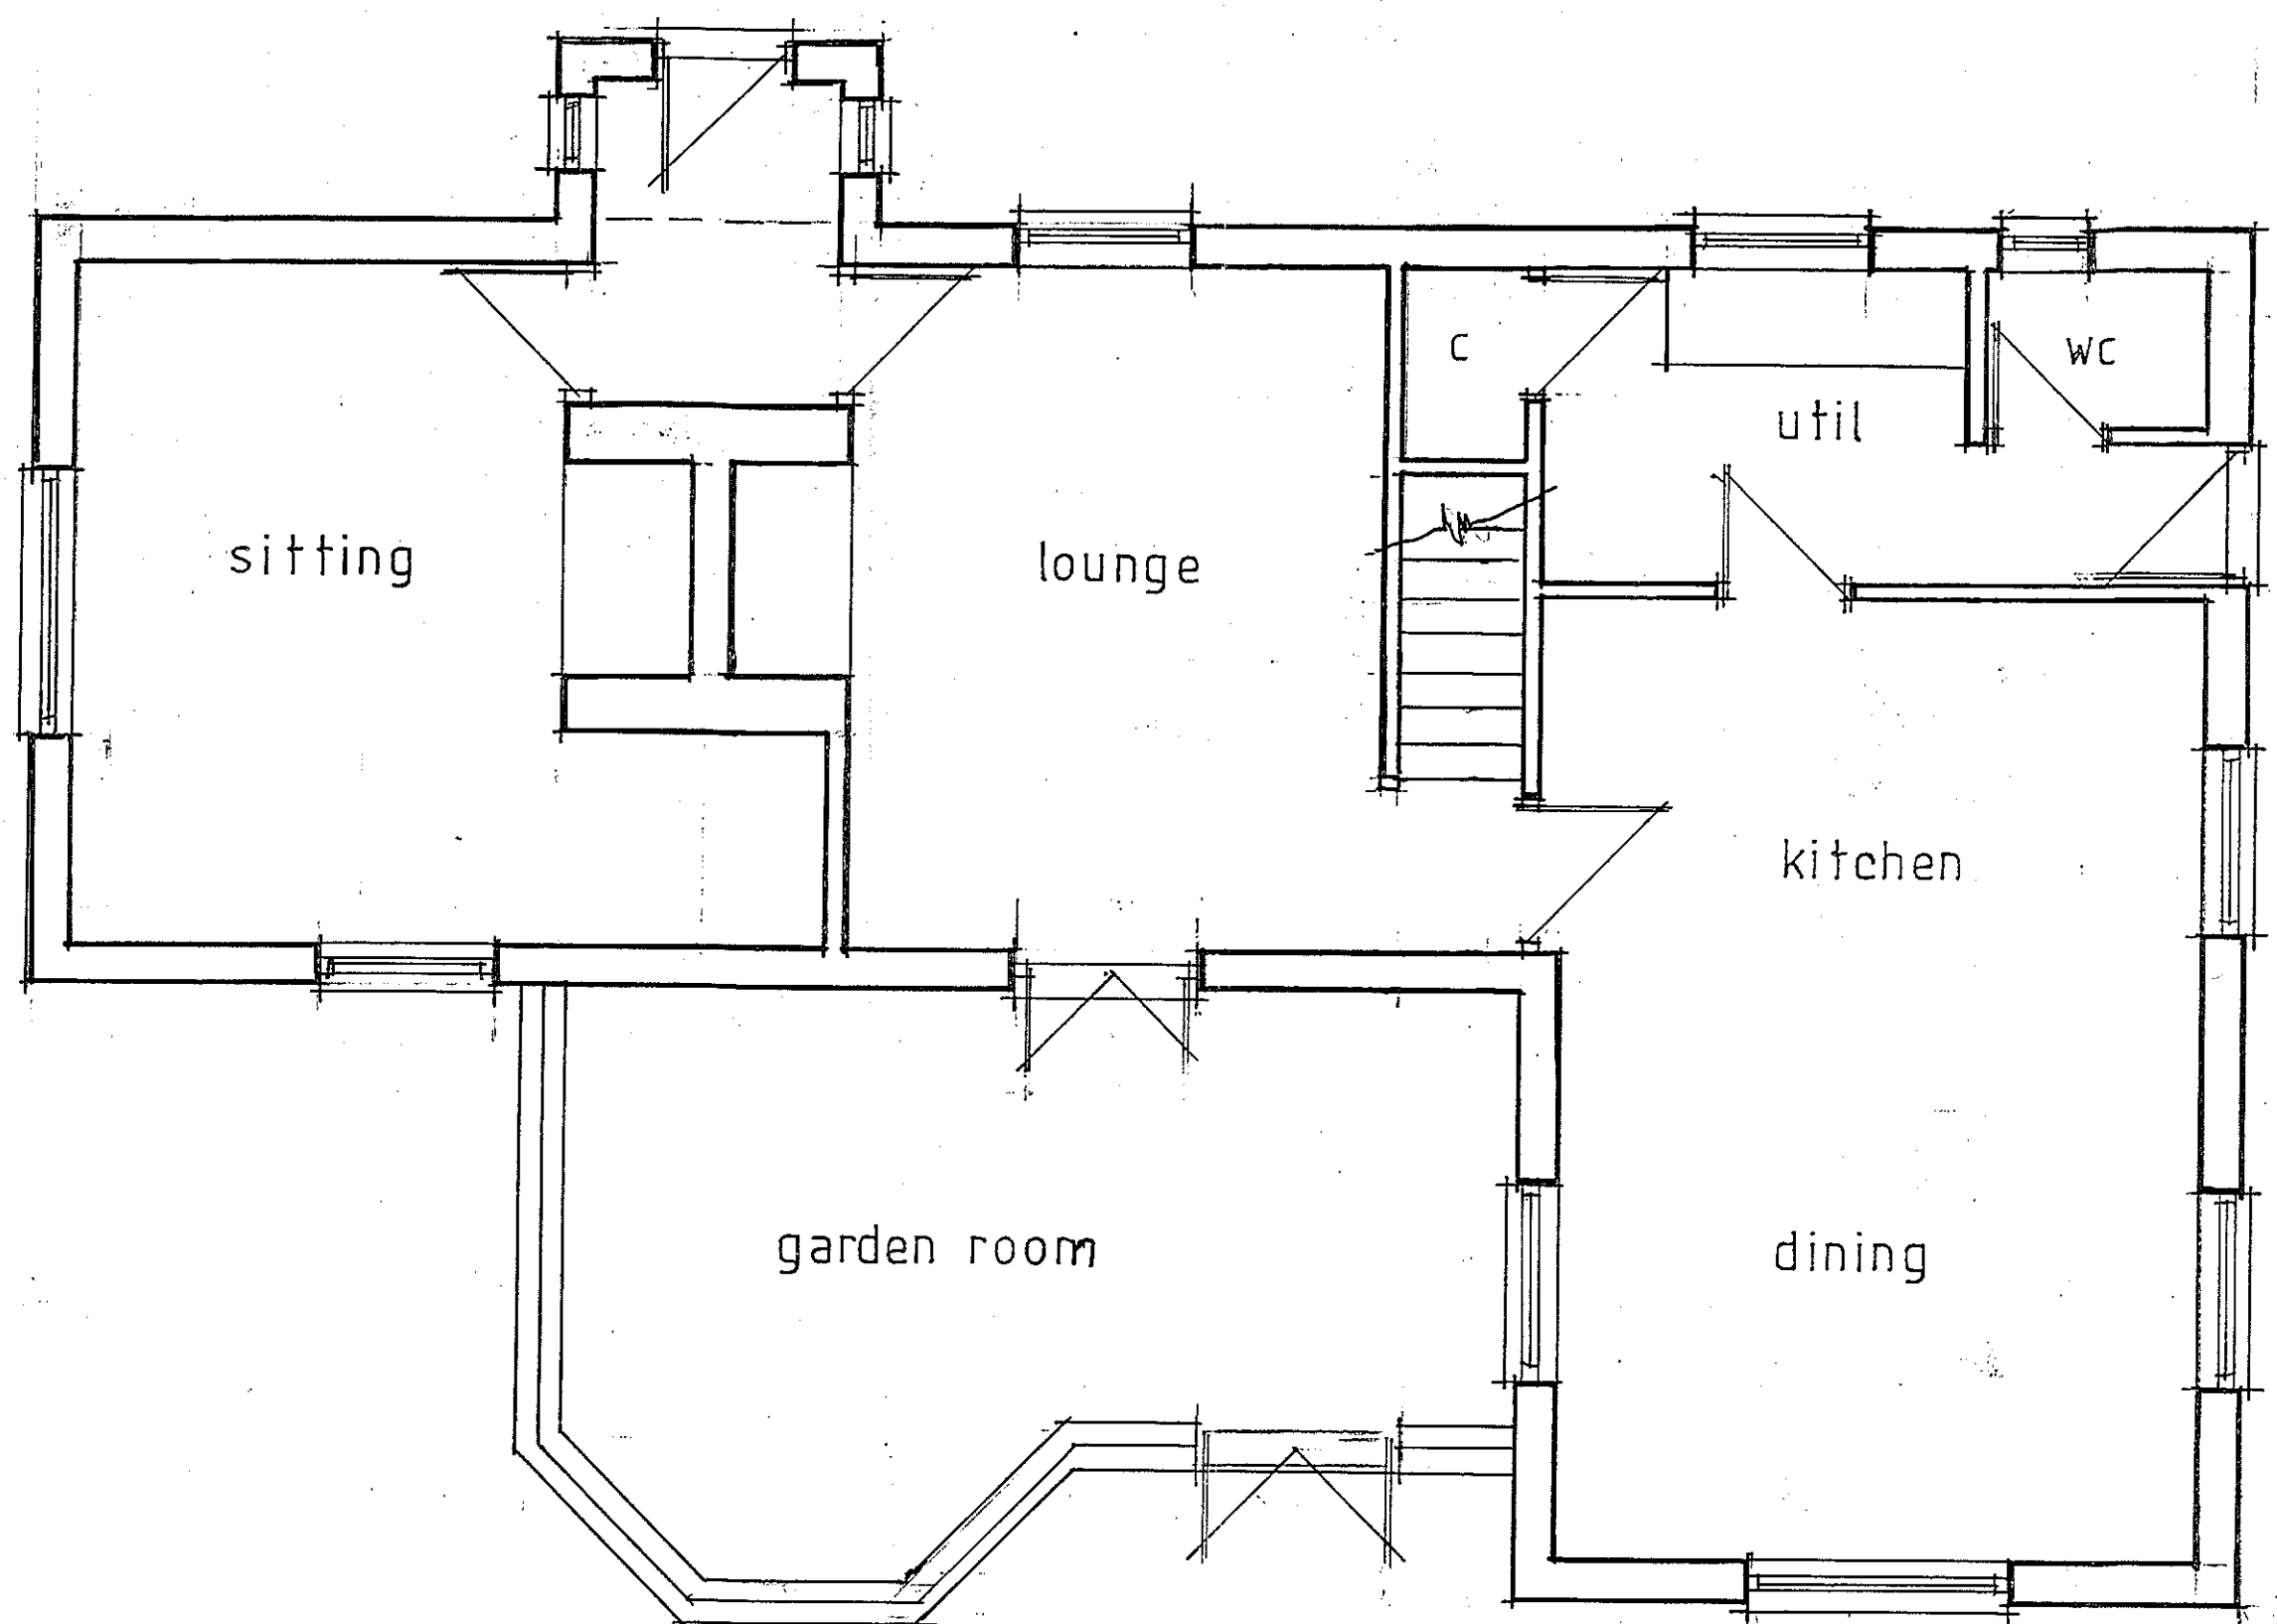 c
wc
util
sitting
lounge
kitchen
garden room
dining